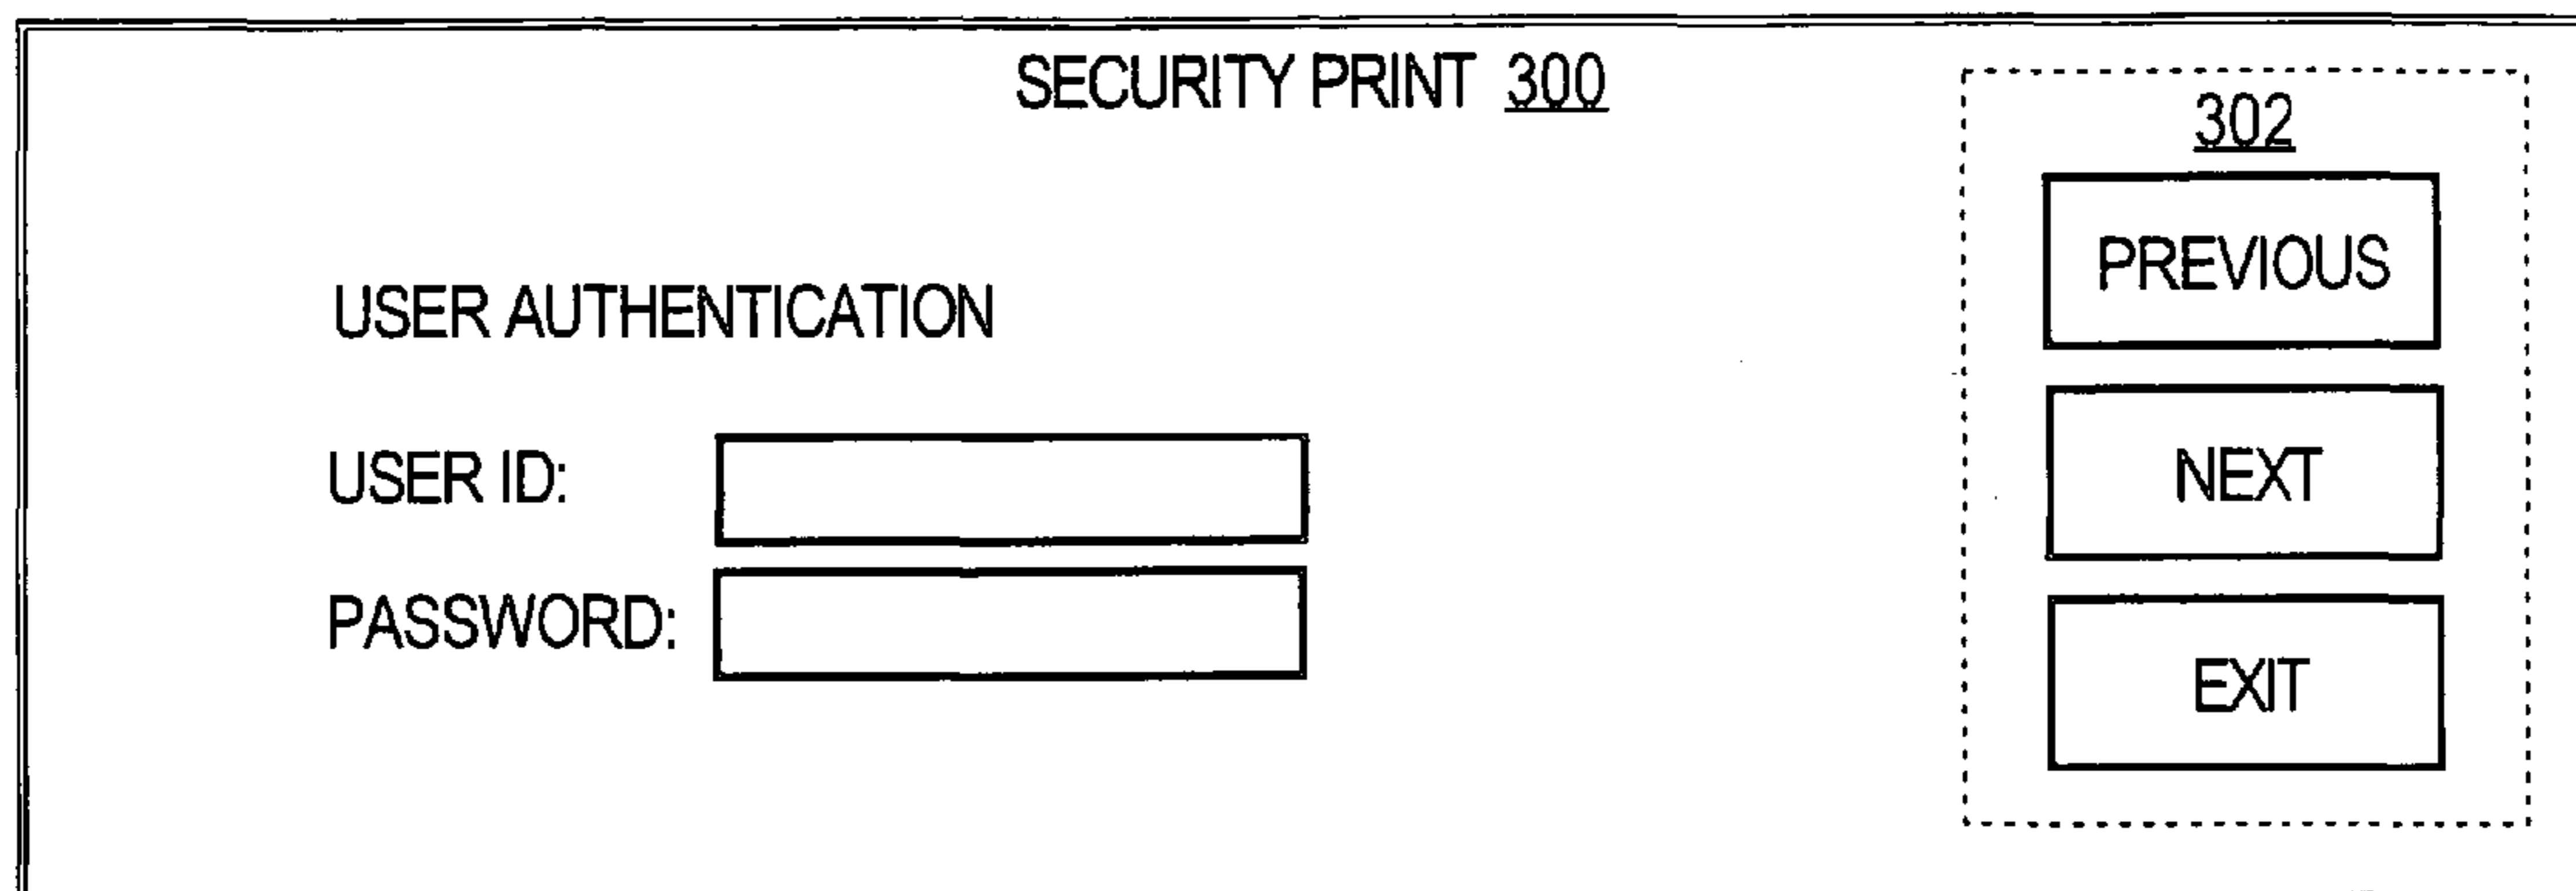 SECURITY PRINT 300
302
PREVIOUS
USER AUTHENTICATION
NEXT
USER ID:
PASSWORD:
EXIT